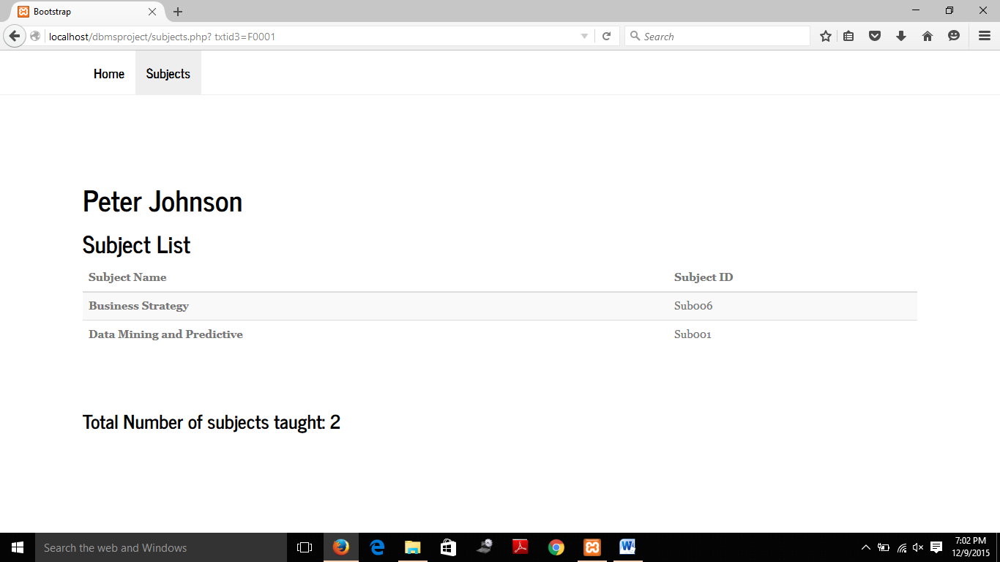 Bootstrap
localhost/dbmsproject/subjects.php? txtid3=F0001
Search
Home Subjects
Peter Johnson
Subject List
Subject Name Subject ID
Business Strategy Sub006
Data Mining and Predictive Sub001
Total Number of subjects taught: 2
Search the web and Windows
7:02 PM
12/9/2015